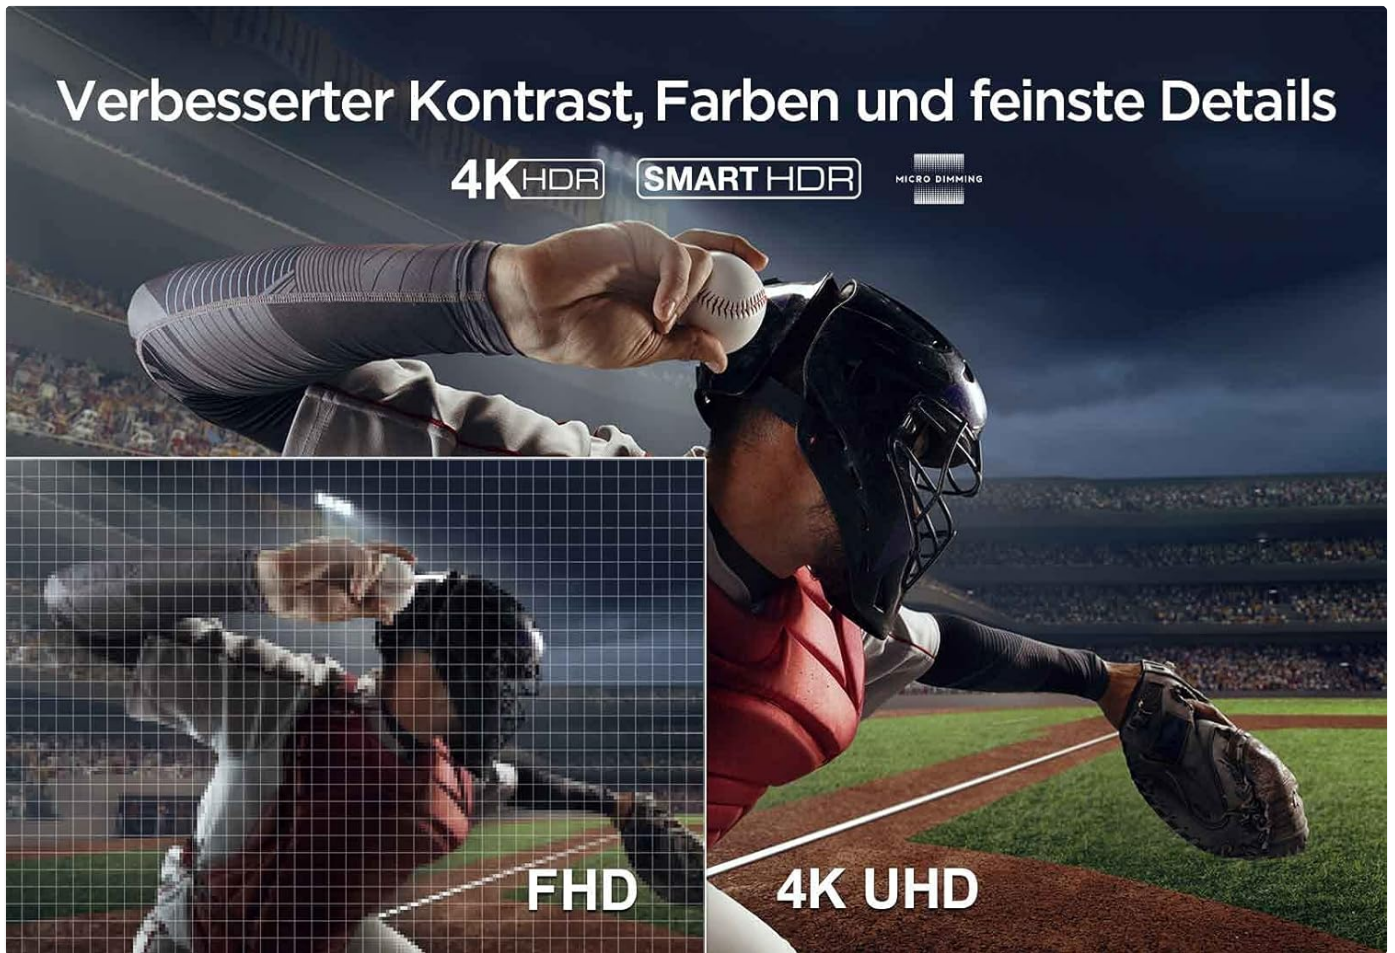 Verbesserter Kontrast, Farben und feinste Details
4K HDR SMART HDR MICRO DIMMING
FHD
4K UHD